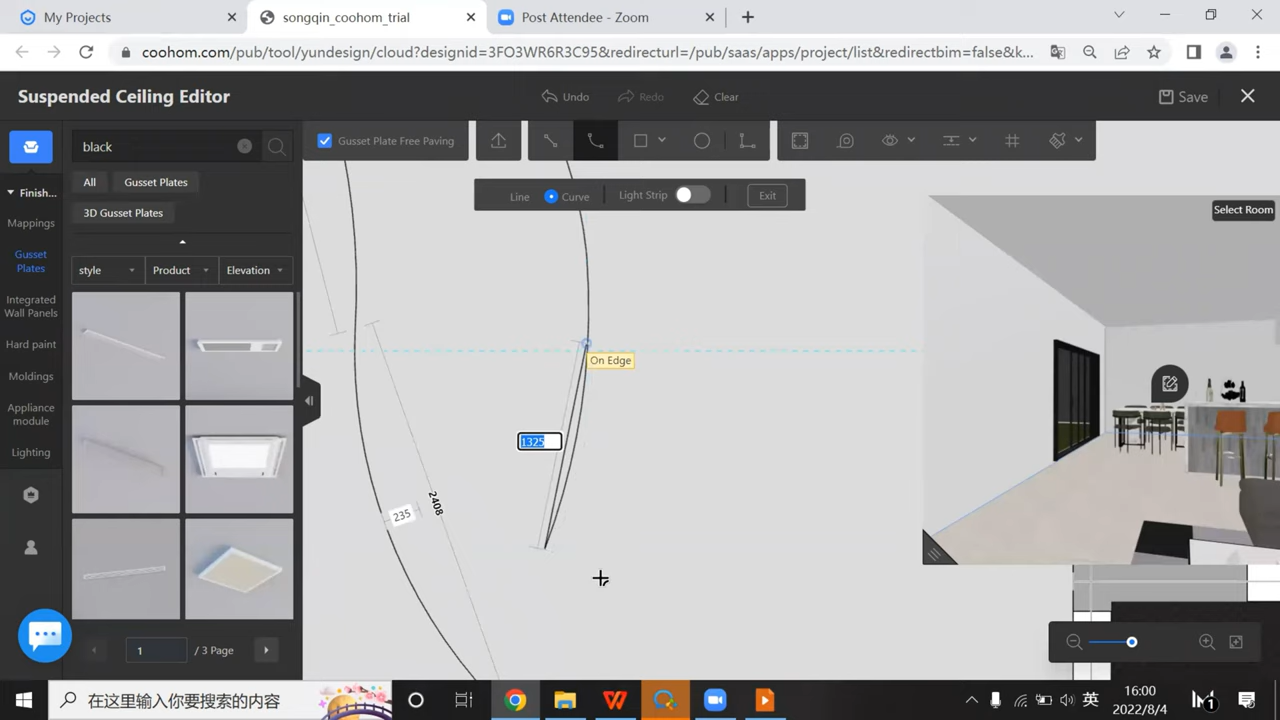 My Projects
songqin_coohom_trial
Post Attendee - Zoom
coohom.com/pub/tool/yundesign/cloud?designid=3FO3WR6R3C95&redirecturl=/pub/saas/apps/project/list&redirectbim=false&k...
Suspended Ceiling Editor
Undo
Redo
Clear
Save
black
Gusset Plate Free Paving
All
Gusset Plates
3D Gusset Plates
Line
Curve
Light Strip
Exit
Select Room
Finish...
Mappings
Gusset
Plates
Integrated
Wall Panels
Hard paint
Moldings
Appliance
module
Lighting
style
Product
Elevation
On Edge
1325
235
2408
1
/ 3 Page
在这里输入你要搜索的内容
英
16:00
2022/8/4
1